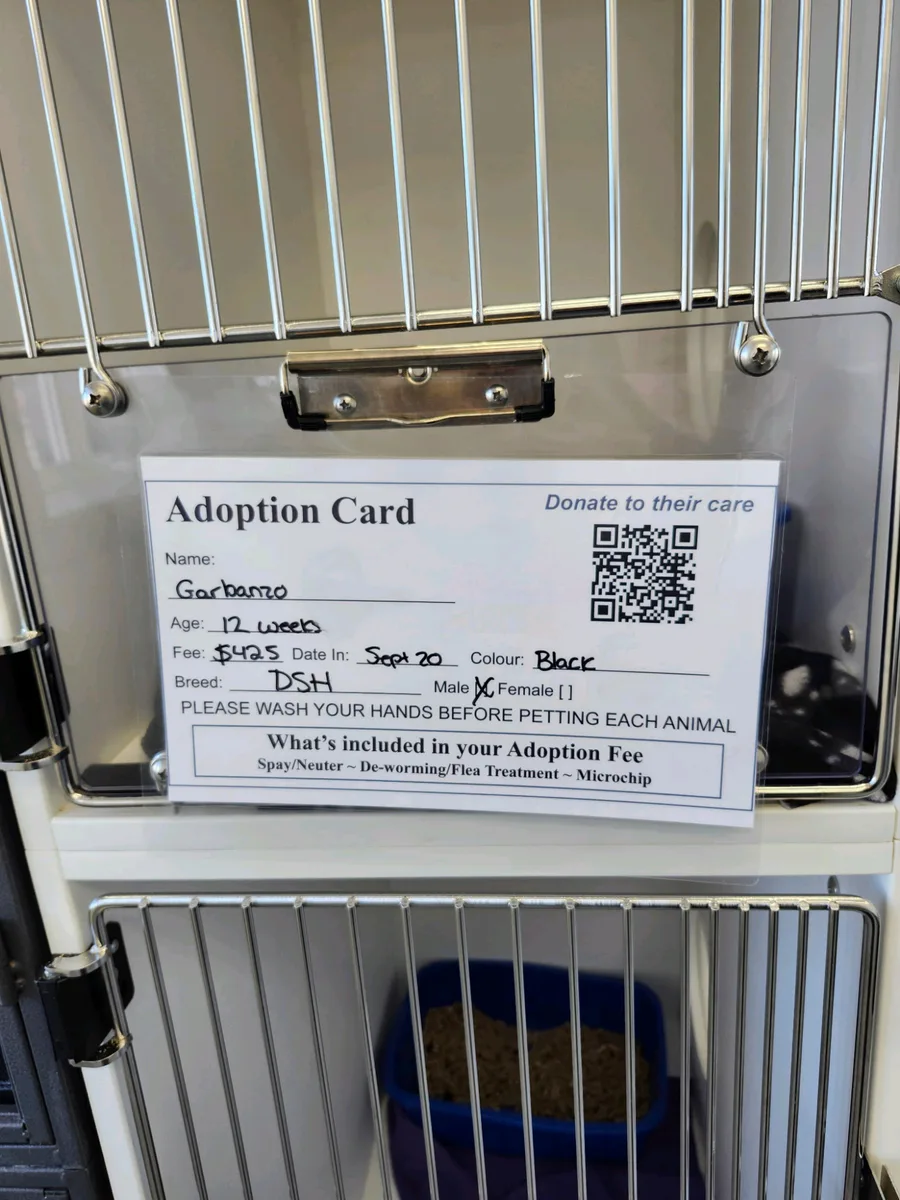 Adoption Card
Donate to their care
Name:
Garbanzo
Age: 12 weeks
Fee: $425 Date In: Sept 20 Colour: Black
Breed: DSH Male [X] Female [ ]
PLEASE WASH YOUR HANDS BEFORE PETTING EACH ANIMAL
What's included in your Adoption Fee
Spay/Neuter ~ De-worming/Flea Treatment ~ Microchip